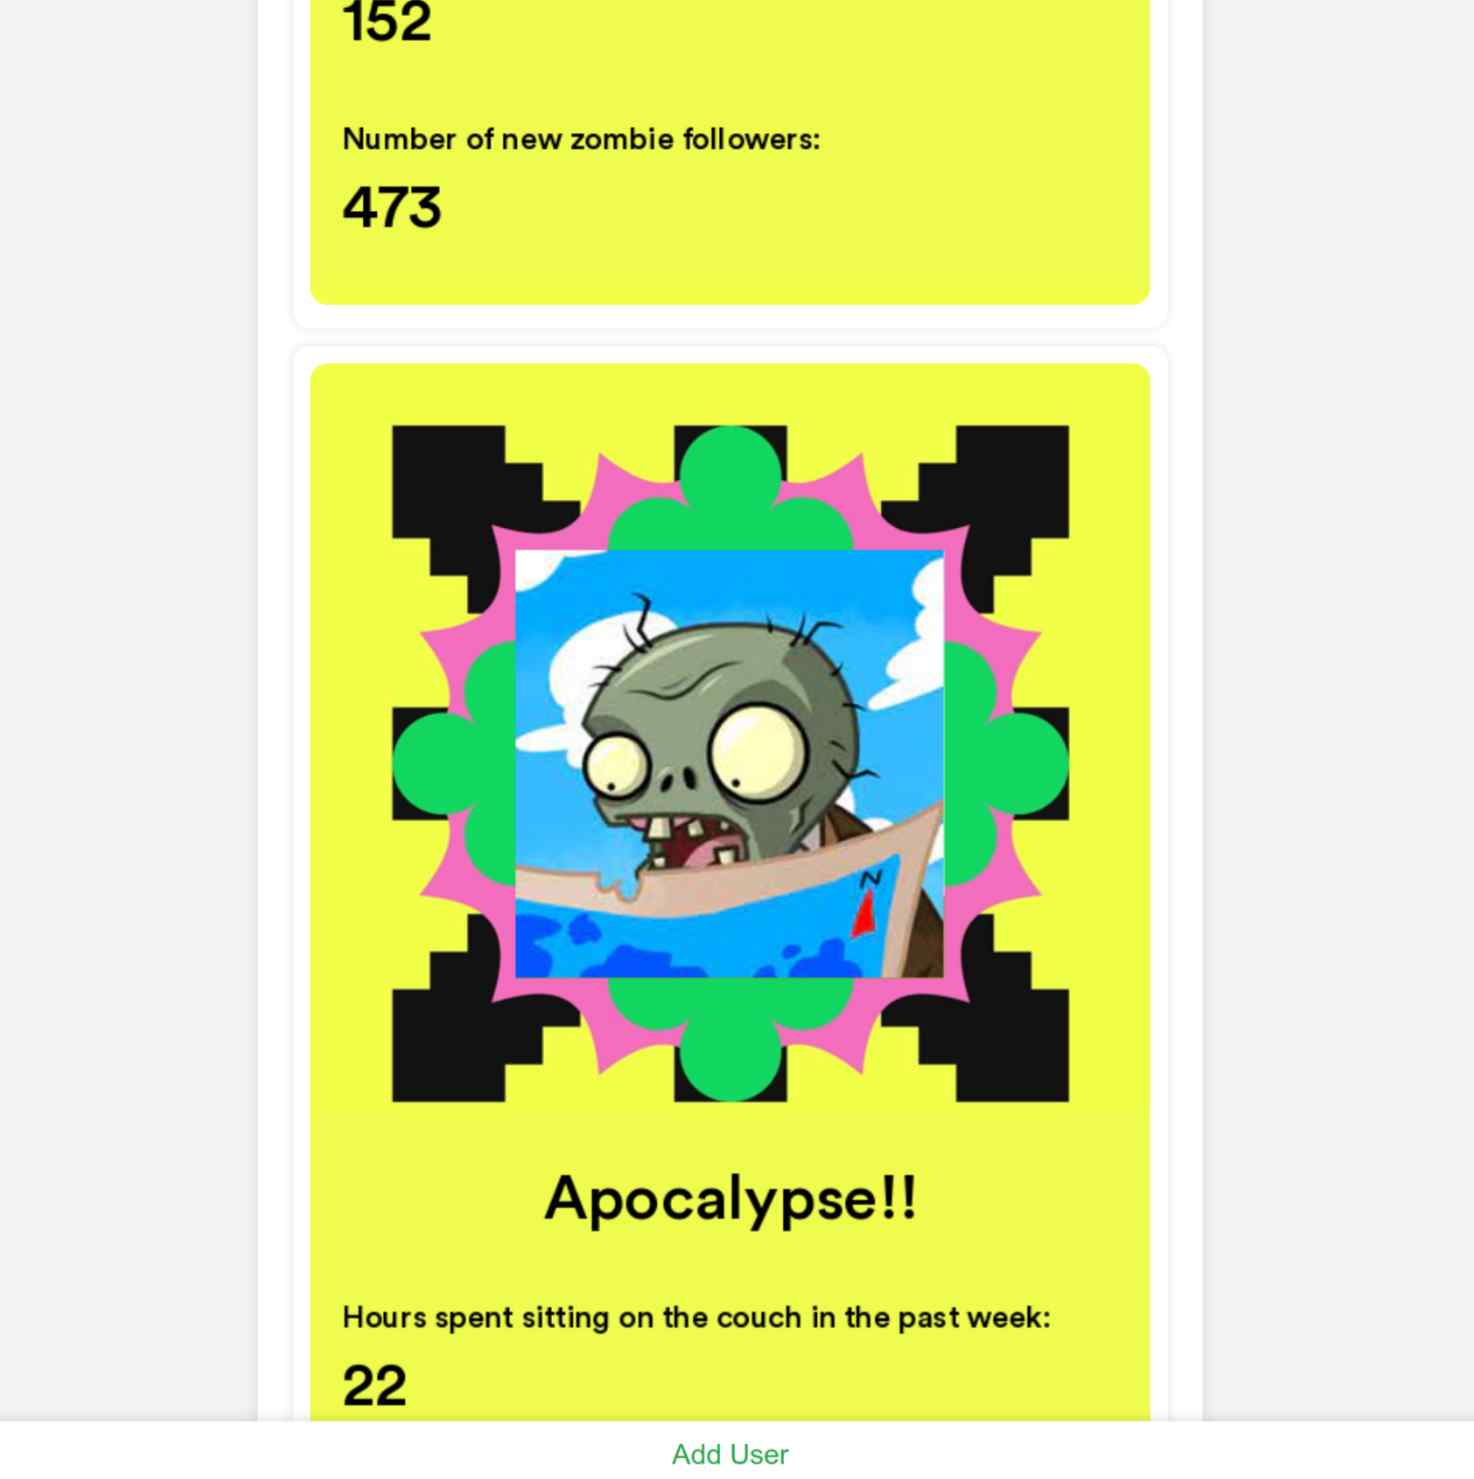 152
Number of new zombie followers:
473
N
Apocalypse!!
Hours spent sitting on the couch in the past week:
22
Add User